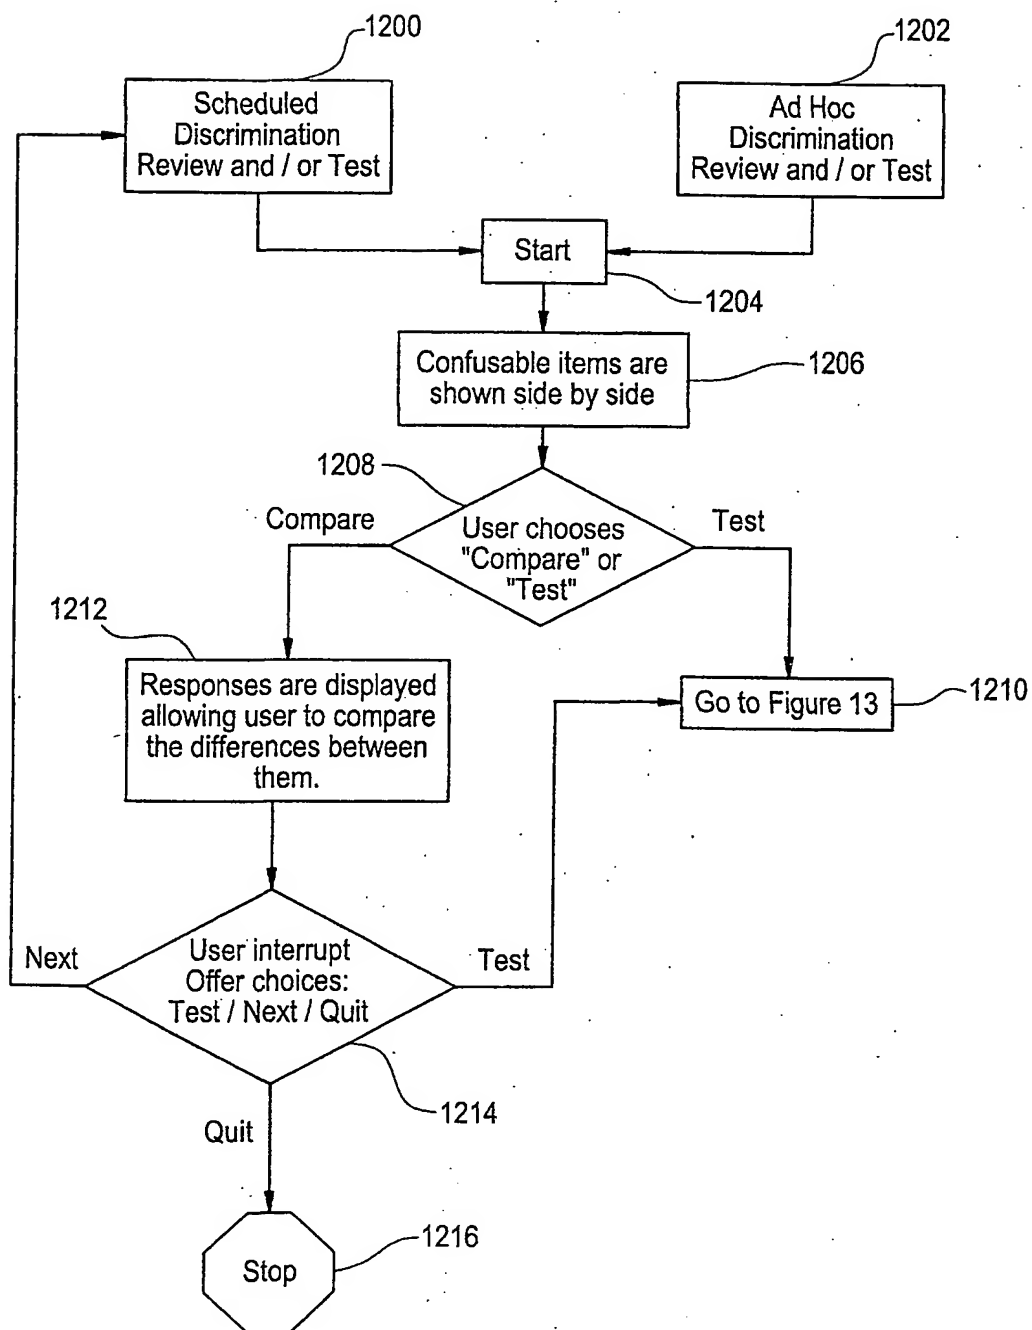 1200
1202
Scheduled
Discrimination
Review and / or Test
Ad Hoc
Discrimination
Review and / or Test
Start
1204
Confusable items are
shown side by side
1206
1208
Compare
User chooses
"Compare" or
"Test"
Test
1212
Responses are displayed
allowing user to compare
the differences between
them.
Go to Figure 13
1210
Next
User interrupt
Offer choices:
Test / Next / Quit
Test
1214
Quit
1216
Stop